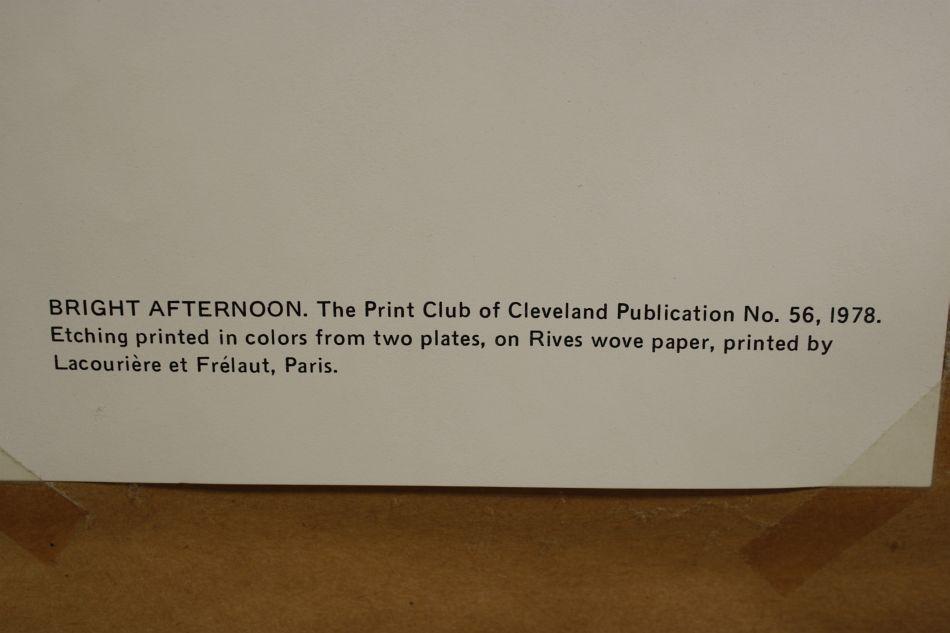 BRIGHT AFTERNOON. The Print Club of Cleveland Publication No. 56, 1978.
Etching printed in colors from two plates, on Rives wove paper, printed by
Lacourière et Frélaut, Paris.